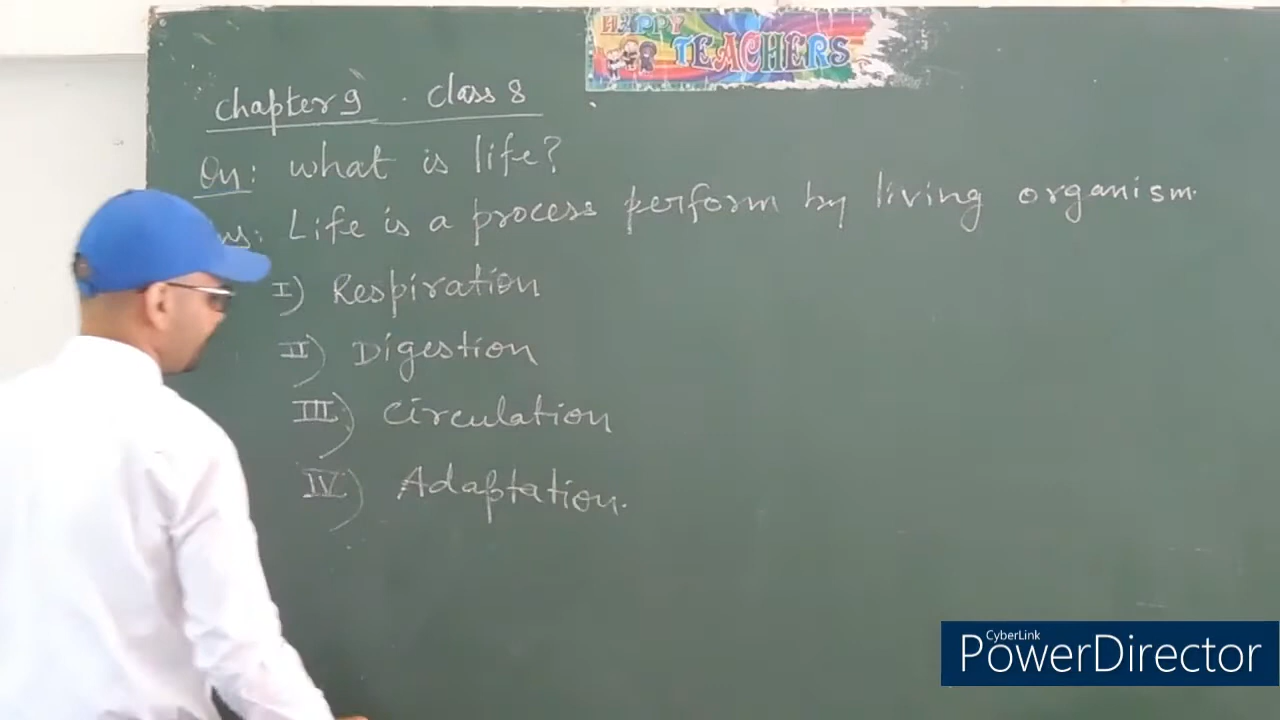 HAPPY
TEACHERS
Chapter 9 . Class 8
Qn: what is life?
Ans: Life is a process perform by living organism.
I) Respiration
II) Digestion
III) Circulation
IV) Adaptation.
CyberLink
PowerDirector